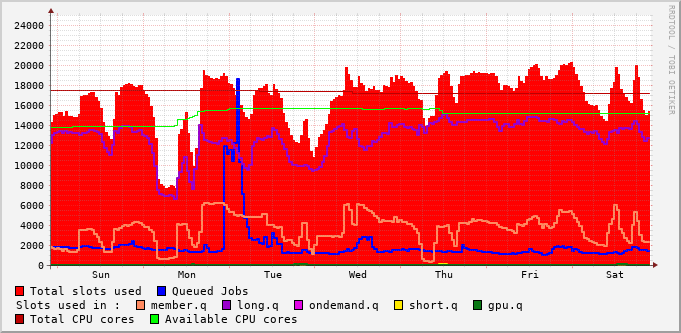 RRDTOOL / TOBI OETIKER
24000
22000
20000
18000
16000
14000
12000
10000
8000
6000
4000
2000
0
Sun Mon Tue Wed Thu Fri Sat
Total slots used Queued Jobs
Slots used in : member.q long.q ondemand.q short.q gpu.q
Total CPU cores Available CPU cores